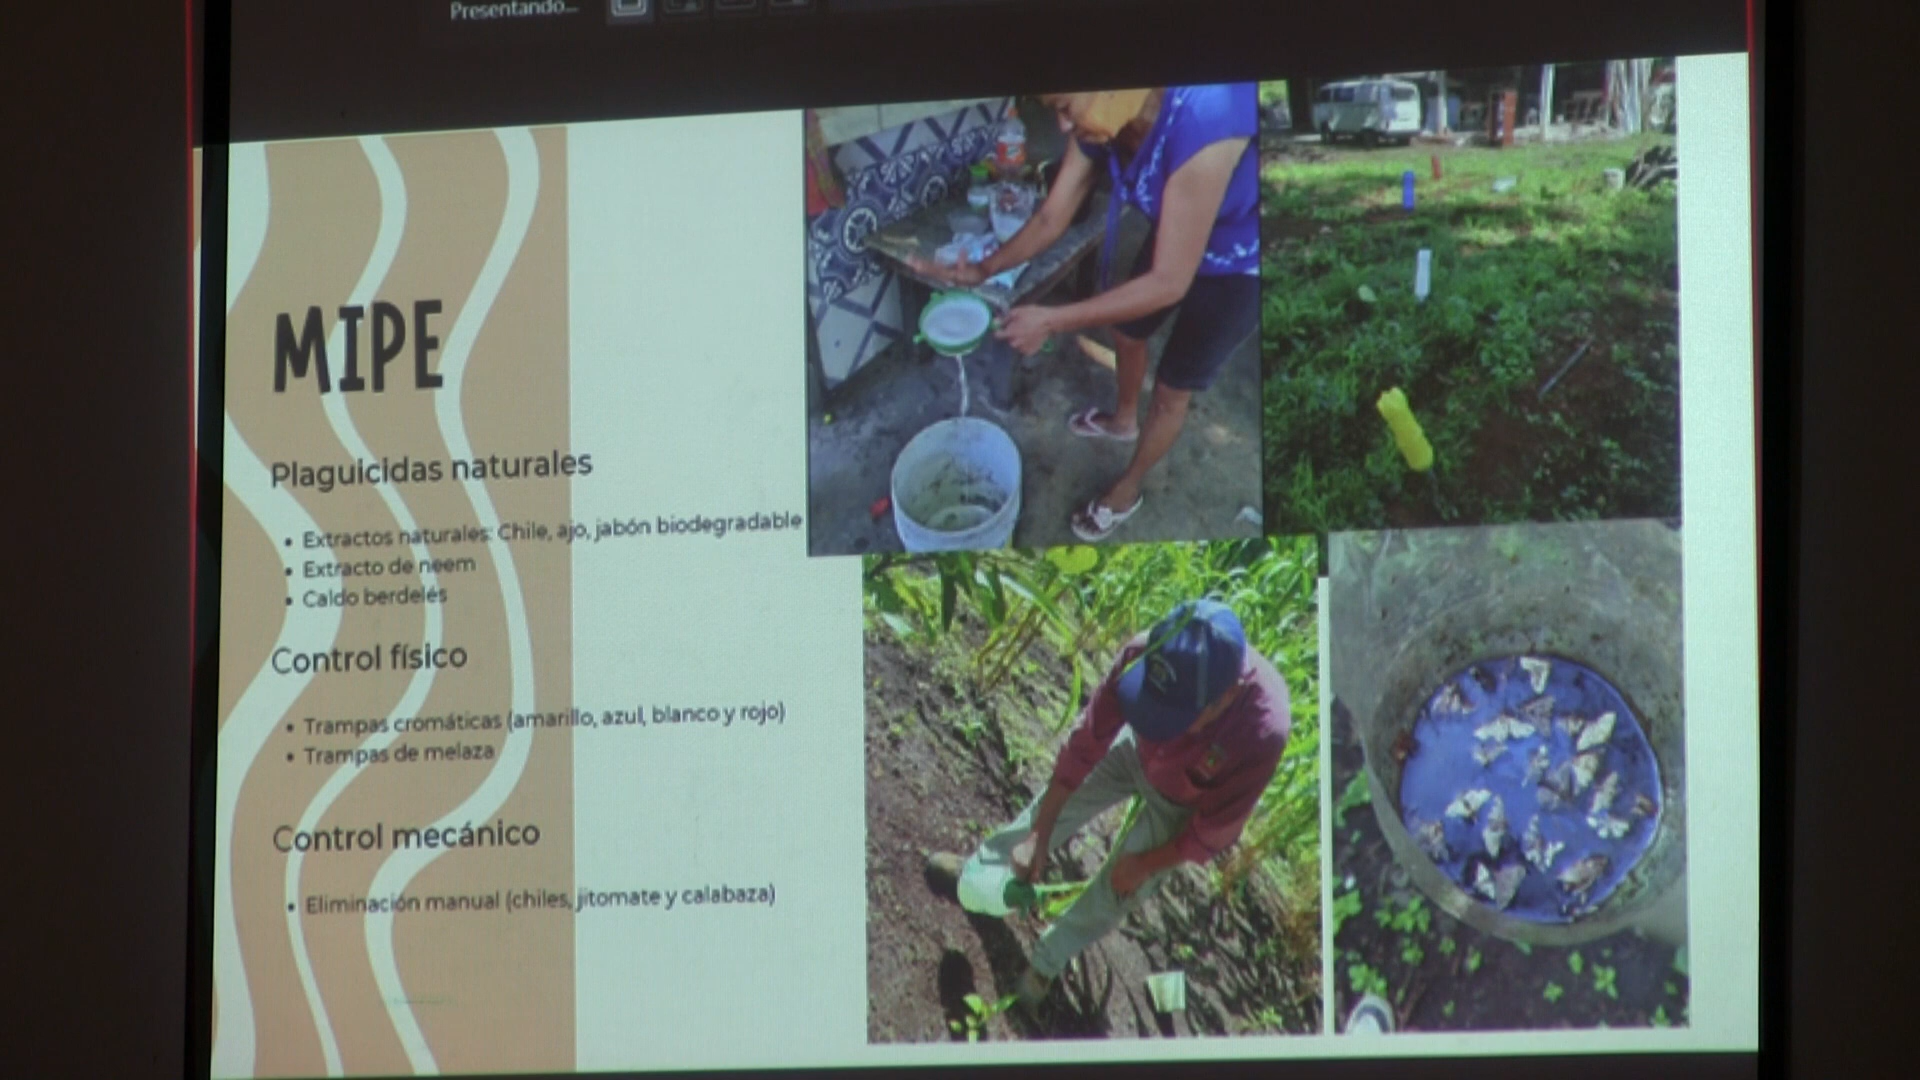 Presentando...
MIPE
Plaguicidas naturales
• Extractos naturales: Chile, ajo, jabón biodegradable
• Extracto de neem
• Caldo berdelés
Control físico
• Trampas cromáticas (amarillo, azul, blanco y rojo)
• Trampas de melaza
Control mecánico
• Eliminación manual (chiles, jitomate y calabaza)